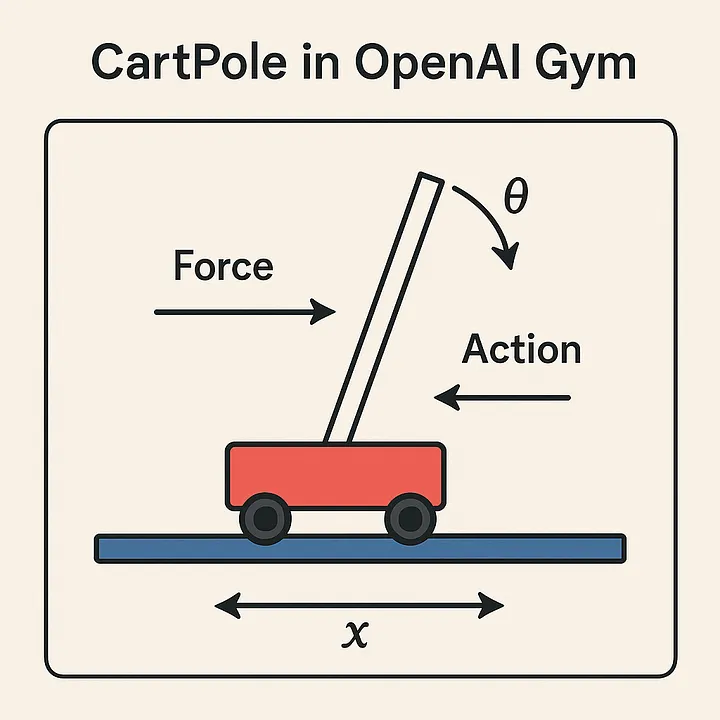 CartPole in OpenAI Gym
θ
Force
Action
x